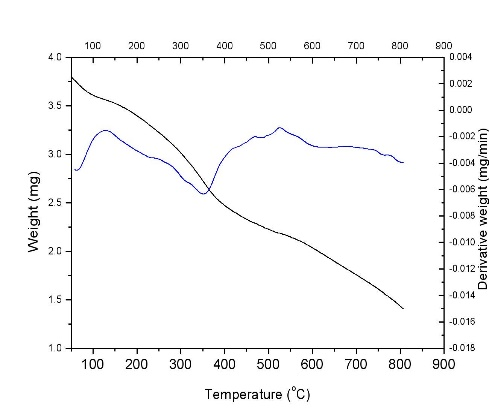 100 200 300 400 500 600 700 800 900
4.0 0.004
3.5 0.002
0.000
3.0 -0.002
-0.004
2.5 -0.006
-0.008
2.0 -0.010
-0.012
1.5 -0.014
-0.016
1.0 -0.018
Weight (mg)
Derivative weight (mg/min)
100 200 300 400 500 600 700 800 900
Temperature (°C)